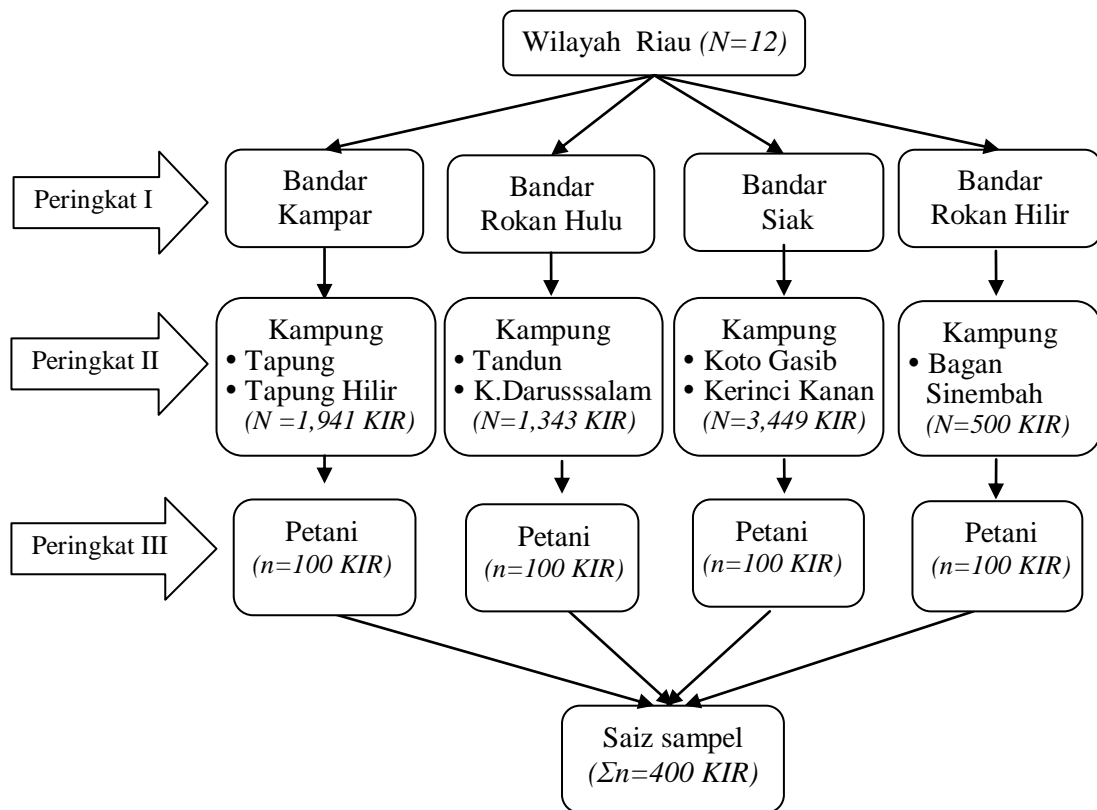 Wilayah  Riau (N=12)
Peringkat I
Bandar
Kampar
Bandar
Rokan Hulu
Bandar
Siak
Bandar
Rokan Hilir
Peringkat II
Kampung
• Tapung
• Tapung Hilir
(N =1,941 KIR)
Kampung
• Tandun
• K.Darusssalam
(N=1,343 KIR)
Kampung
• Koto Gasib
• Kerinci Kanan
(N=3,449 KIR)
Kampung
• Bagan
Sinembah
(N=500 KIR)
Peringkat III
Petani
(n=100 KIR)
Petani
(n=100 KIR)
Petani
(n=100 KIR)
Petani
(n=100 KIR)
Saiz sampel
(Σn=400 KIR)